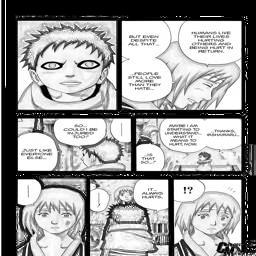 BUT EVEN
DESPITE
ALL THAT...
HUMANS LIVE
THEIR LIVES
HURTING
OTHERS AND
BEING HURT IN
RETURN.
...PEOPLE
STILL LOVE
MORE
THAN THEY
HATE...
JUST LIKE
EVERYONE
ELSE...
SO...
COULD I BE
INJURED
TOO?
IS
THAT
SO...
MAYBE I AM
STARTING TO
UNDERSTAND...
WHAT IT
MEANS TO
HURT, NOW.
...THANKS,
YASHAMARU...
!
IT...
ALWAYS
HURTS,
!?